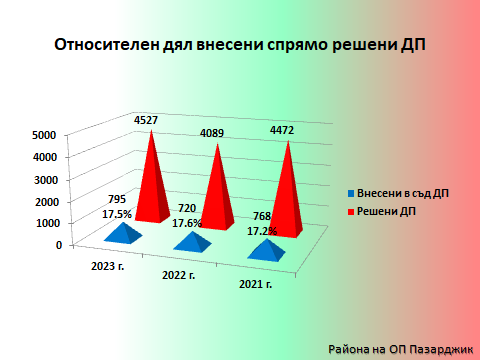 Относителен дял внесени спрямо решени ДП
4527
4089
4472
5000
4000
3000
2000
1000
0
795
17.5%
720
17.6%
768
17.2%
2023 г.
2022 г.
2021 г.
Внесени в съд ДП
Решени ДП
Района на ОП Пазарджик